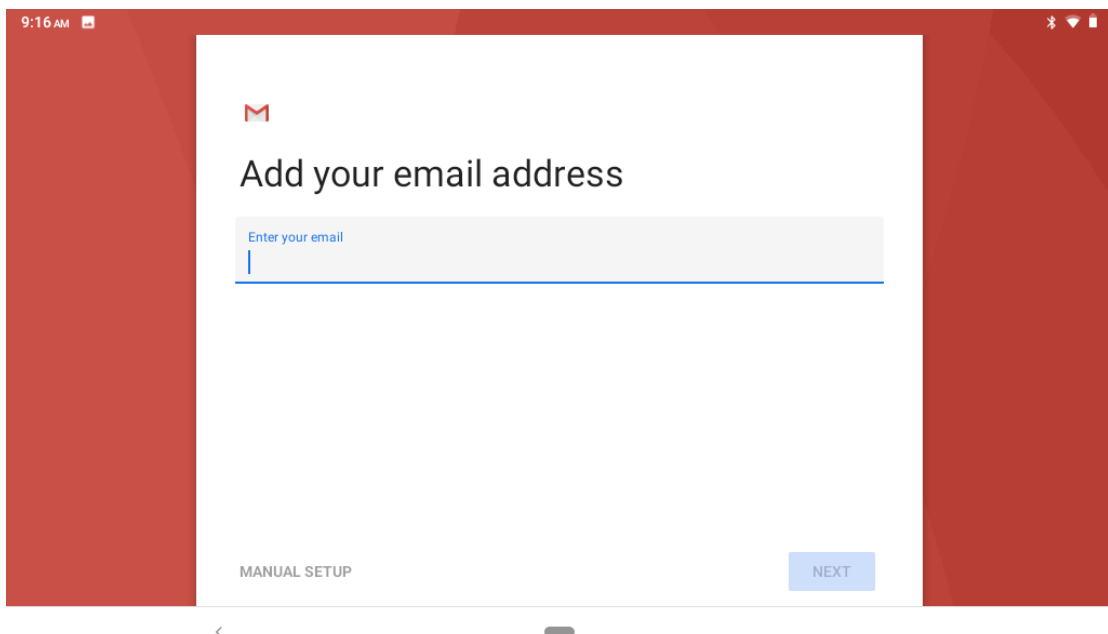 9:16 AM
Add your email address
Enter your email
MANUAL SETUP
NEXT